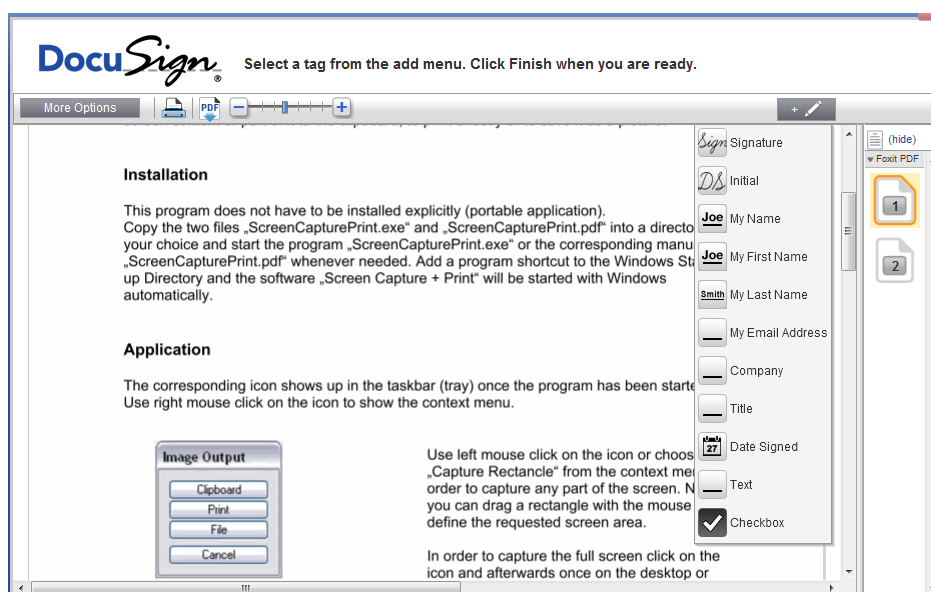 DocuSign®
Select a tag from the add menu. Click Finish when you are ready.
More Options
PDF
+
Installation
This program does not have to be installed explicitly (portable application).
Copy the two files „ScreenCapturePrint.exe“ and „ScreenCapturePrint.pdf“ into a directo
your choice and start the program „ScreenCapturePrint.exe“ or the corresponding manu
„ScreenCapturePrint.pdf“ whenever needed. Add a program shortcut to the Windows Sta
up Directory and the software „Screen Capture + Print“ will be started with Windows
automatically.
Application
The corresponding icon shows up in the taskbar (tray) once the program has been starte
Use right mouse click on the icon to show the context menu.
Image Output
Clipboard
Print
File
Cancel
Use left mouse click on the icon or choos
„Capture Rectancle“ from the context me
order to capture any part of the screen. N
you can drag a rectangle with the mouse
define the requested screen area.
In order to capture the full screen click on the
icon and afterwards once on the desktop or
Sign Signature
DS Initial
Joe My Name
Joe My First Name
Smith My Last Name
My Email Address
Company
Title
27 Date Signed
Text
Checkbox
(hide)
Foxit PDF
1
2